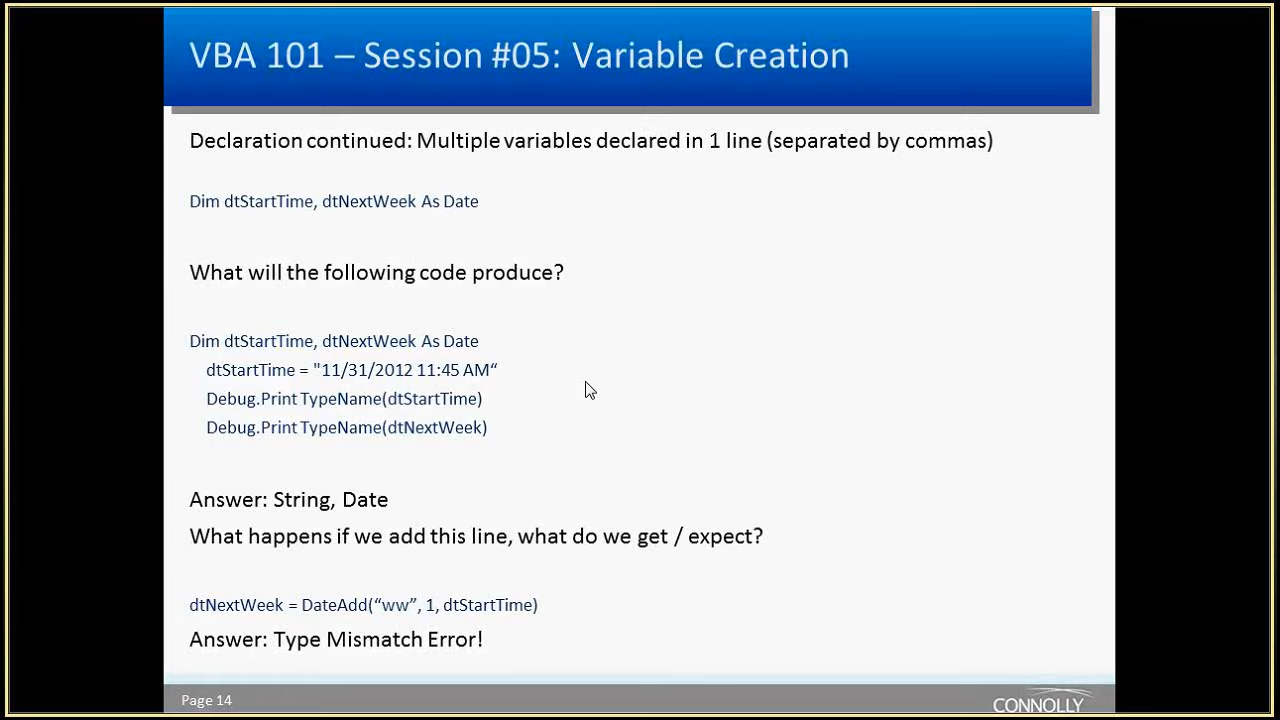 VBA 101 – Session #05: Variable Creation
Declaration continued: Multiple variables declared in 1 line (separated by commas)
Dim dtStartTime, dtNextWeek As Date
What will the following code produce?
Dim dtStartTime, dtNextWeek As Date
dtStartTime = "11/31/2012 11:45 AM“
Debug.Print TypeName(dtStartTime)
Debug.Print TypeName(dtNextWeek)
Answer: String, Date
What happens if we add this line, what do we get / expect?
dtNextWeek = DateAdd(“ww”, 1, dtStartTime)
Answer: Type Mismatch Error!
Page 14
CONNOLLY